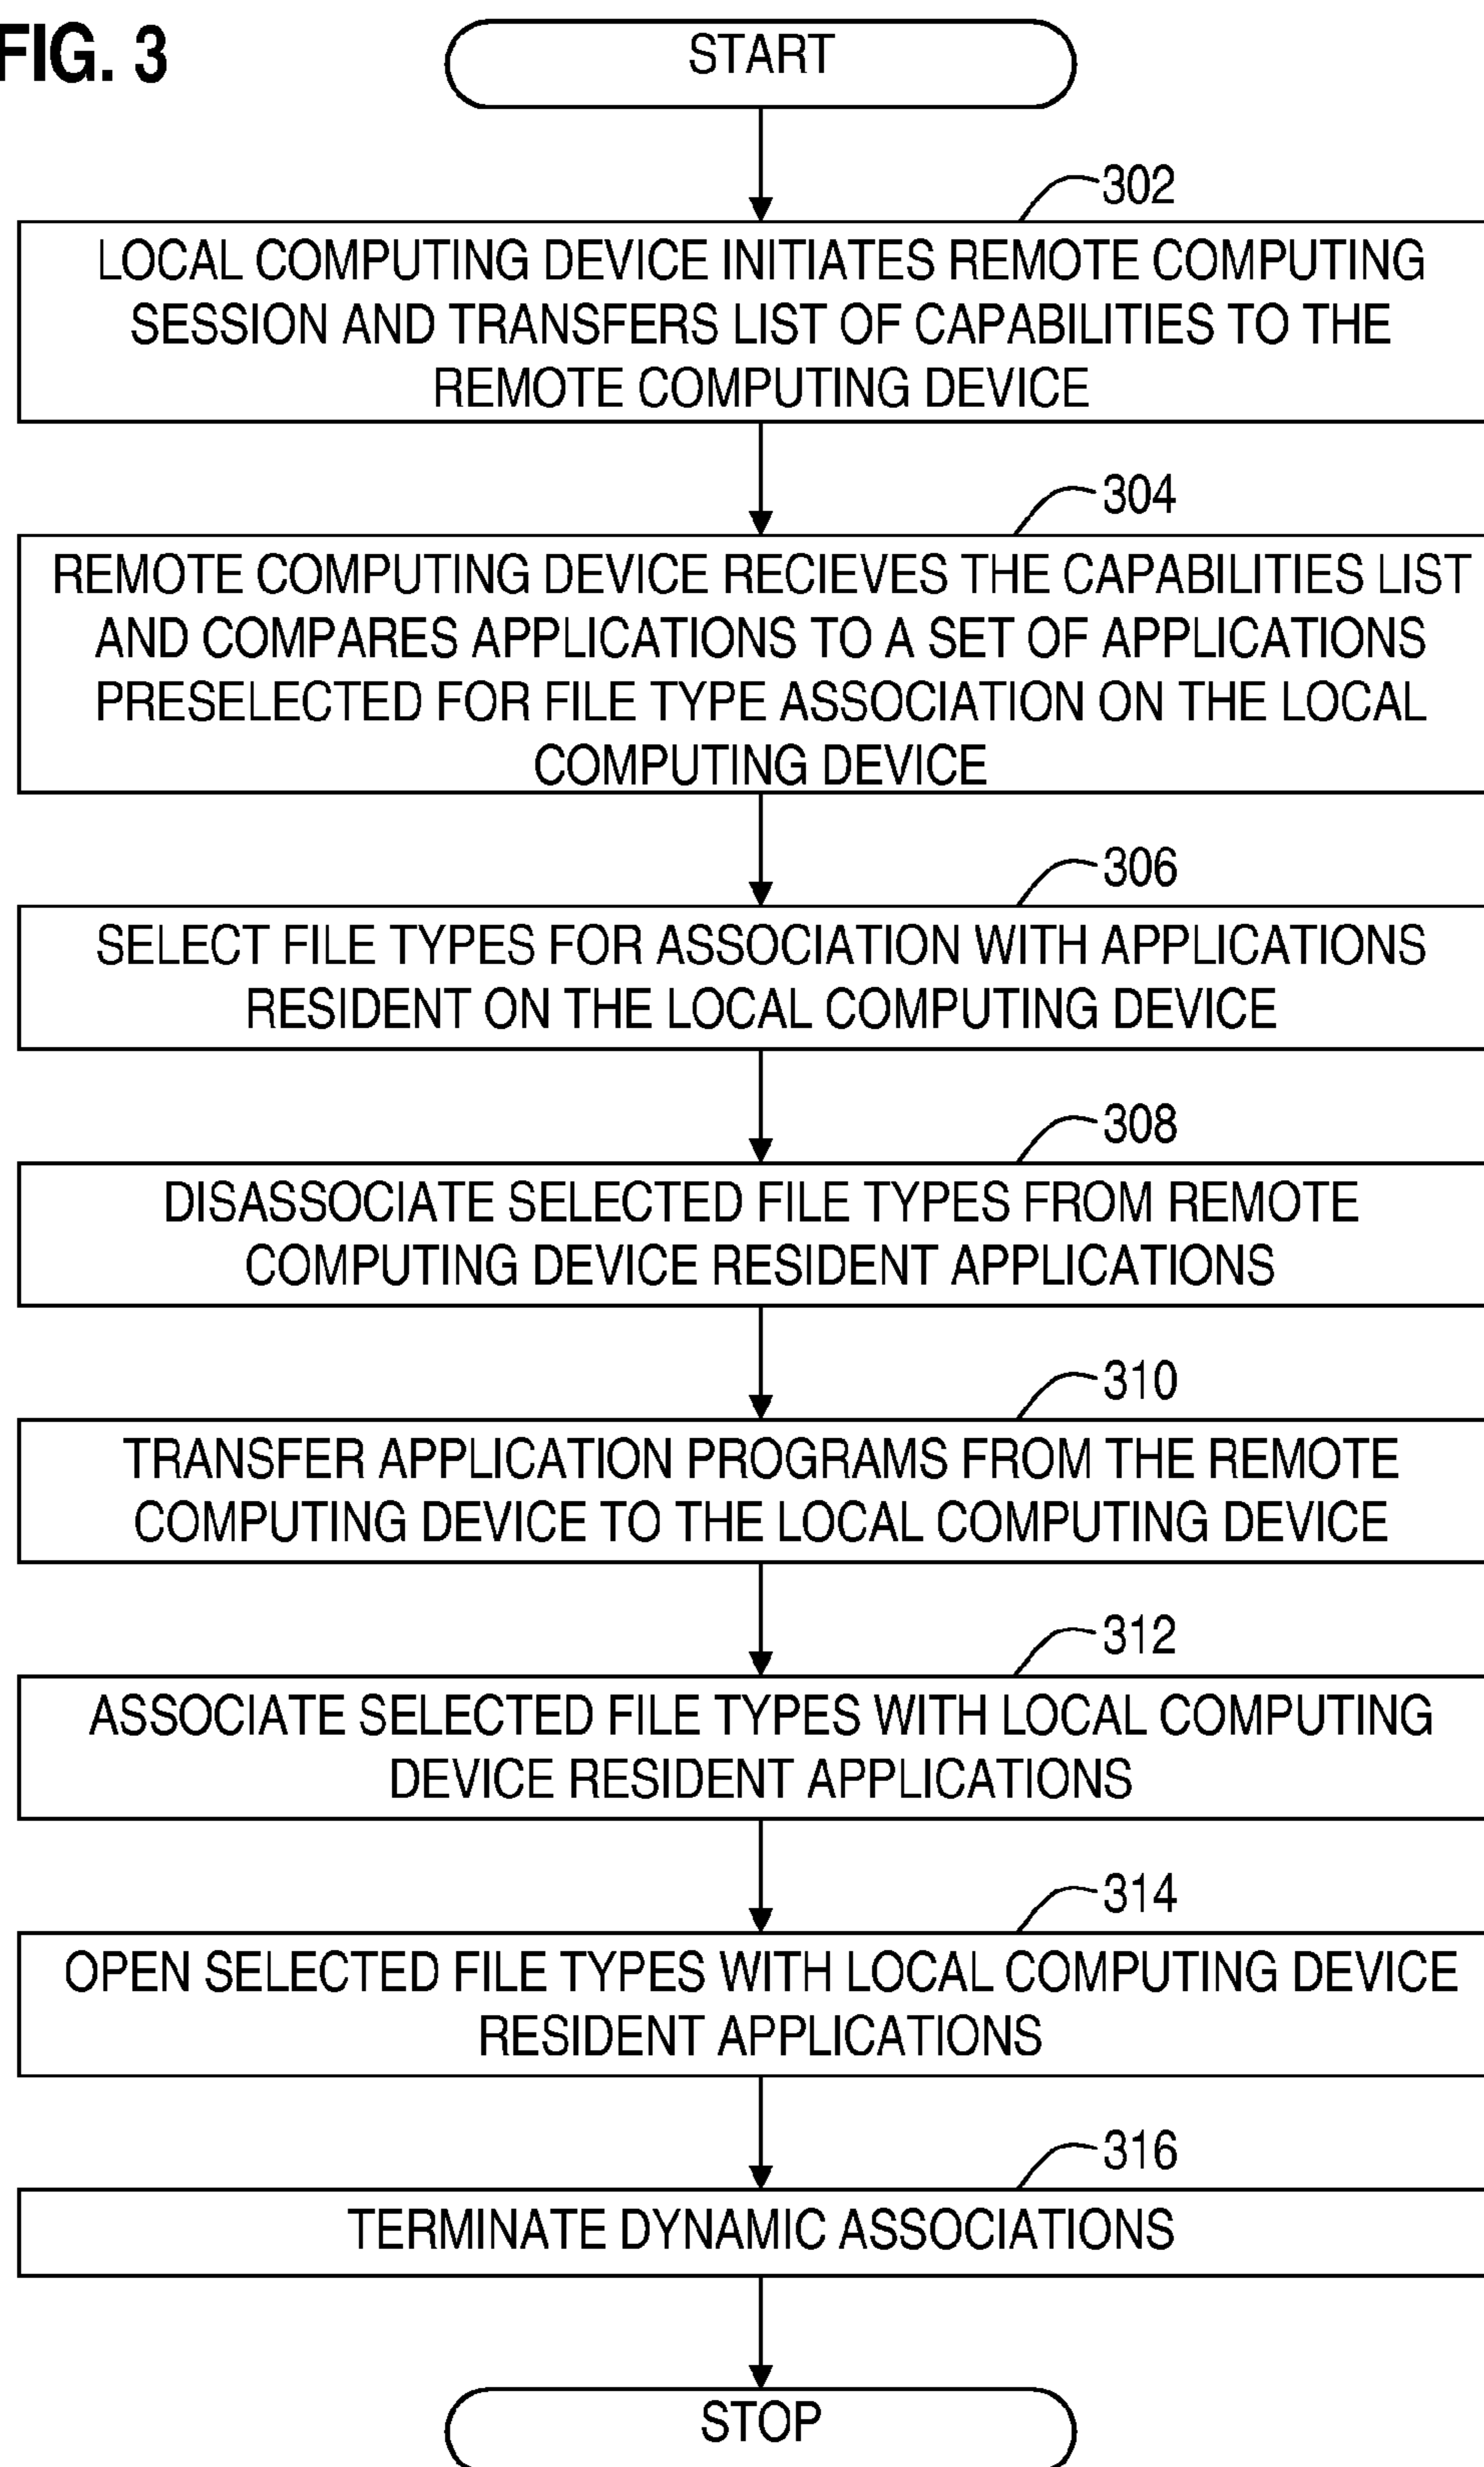 FIG. 3
START
302
LOCAL COMPUTING DEVICE INITIATES REMOTE COMPUTING
SESSION AND TRANSFERS LIST OF CAPABILITIES TO THE
REMOTE COMPUTING DEVICE
304
REMOTE COMPUTING DEVICE RECIEVES THE CAPABILITIES LIST
AND COMPARES APPLICATIONS TO A SET OF APPLICATIONS
PRESELECTED FOR FILE TYPE ASSOCIATION ON THE LOCAL
COMPUTING DEVICE
306
SELECT FILE TYPES FOR ASSOCIATION WITH APPLICATIONS
RESIDENT ON THE LOCAL COMPUTING DEVICE
308
DISASSOCIATE SELECTED FILE TYPES FROM REMOTE
COMPUTING DEVICE RESIDENT APPLICATIONS
310
TRANSFER APPLICATION PROGRAMS FROM THE REMOTE
COMPUTING DEVICE TO THE LOCAL COMPUTING DEVICE
312
ASSOCIATE SELECTED FILE TYPES WITH LOCAL COMPUTING
DEVICE RESIDENT APPLICATIONS
314
OPEN SELECTED FILE TYPES WITH LOCAL COMPUTING DEVICE
RESIDENT APPLICATIONS
316
TERMINATE DYNAMIC ASSOCIATIONS
STOP